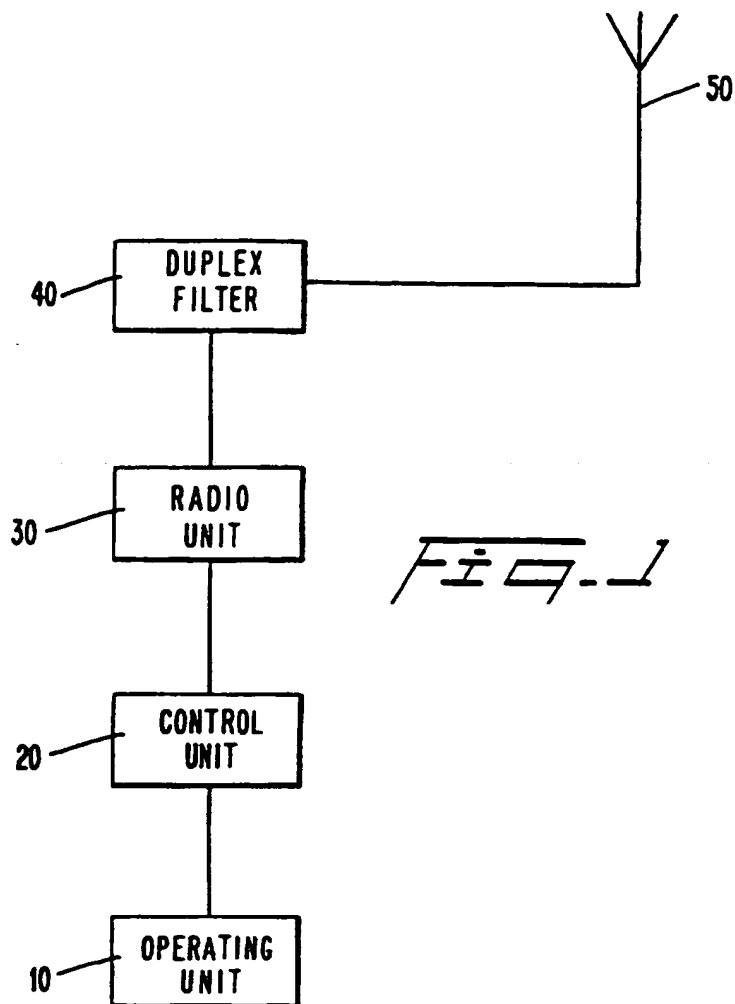 50
DUPLEX
FILTER
40
RADIO
UNIT
30
Fig. 1
CONTROL
UNIT
20
OPERATING
UNIT
10